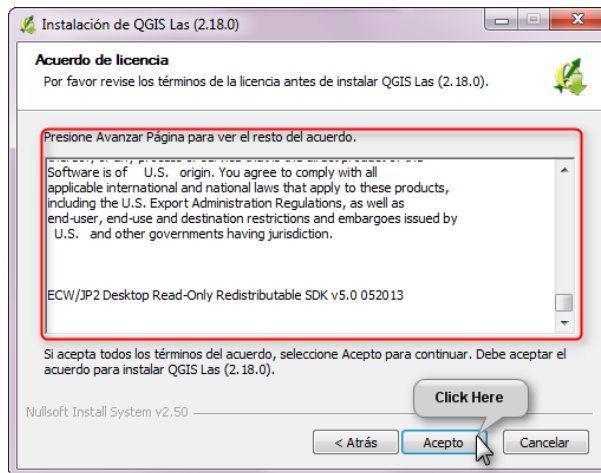 Instalación de QGIS Las (2.18.0)
Acuerdo de licencia
Por favor revise los términos de la licencia antes de instalar QGIS Las (2.18.0).
Presione Avanzar Página para ver el resto del acuerdo.
Software is of U.S. origin. You agree to comply with all
applicable international and national laws that apply to these products,
including the U.S. Export Administration Regulations, as well as
end-user, end-use and destination restrictions and embargoes issued by
U.S. and other governments having jurisdiction.
ECW/JP2 Desktop Read-Only Redistributable SDK v5.0 052013
Si acepta todos los términos del acuerdo, seleccione Acepto para continuar. Debe aceptar el
acuerdo para instalar QGIS Las (2.18.0).
Click Here
Nullsoft Install System v2.50
< Atrás
Acepto
Cancelar